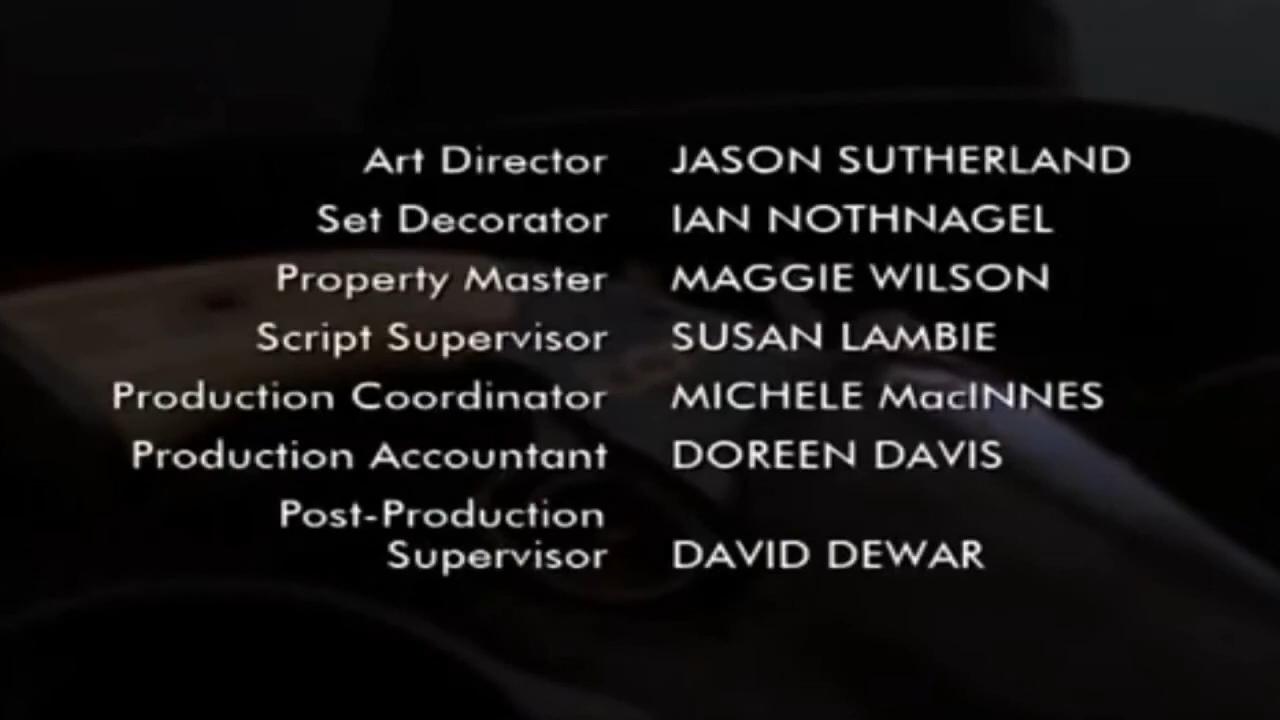 Art Director JASON SUTHERLAND
Set Decorator IAN NOTHNAGEL
Property Master MAGGIE WILSON
Script Supervisor SUSAN LAMBIE
Production Coordinator MICHELE MacINNES
Production Accountant DOREEN DAVIS
Post-Production
Supervisor DAVID DEWAR